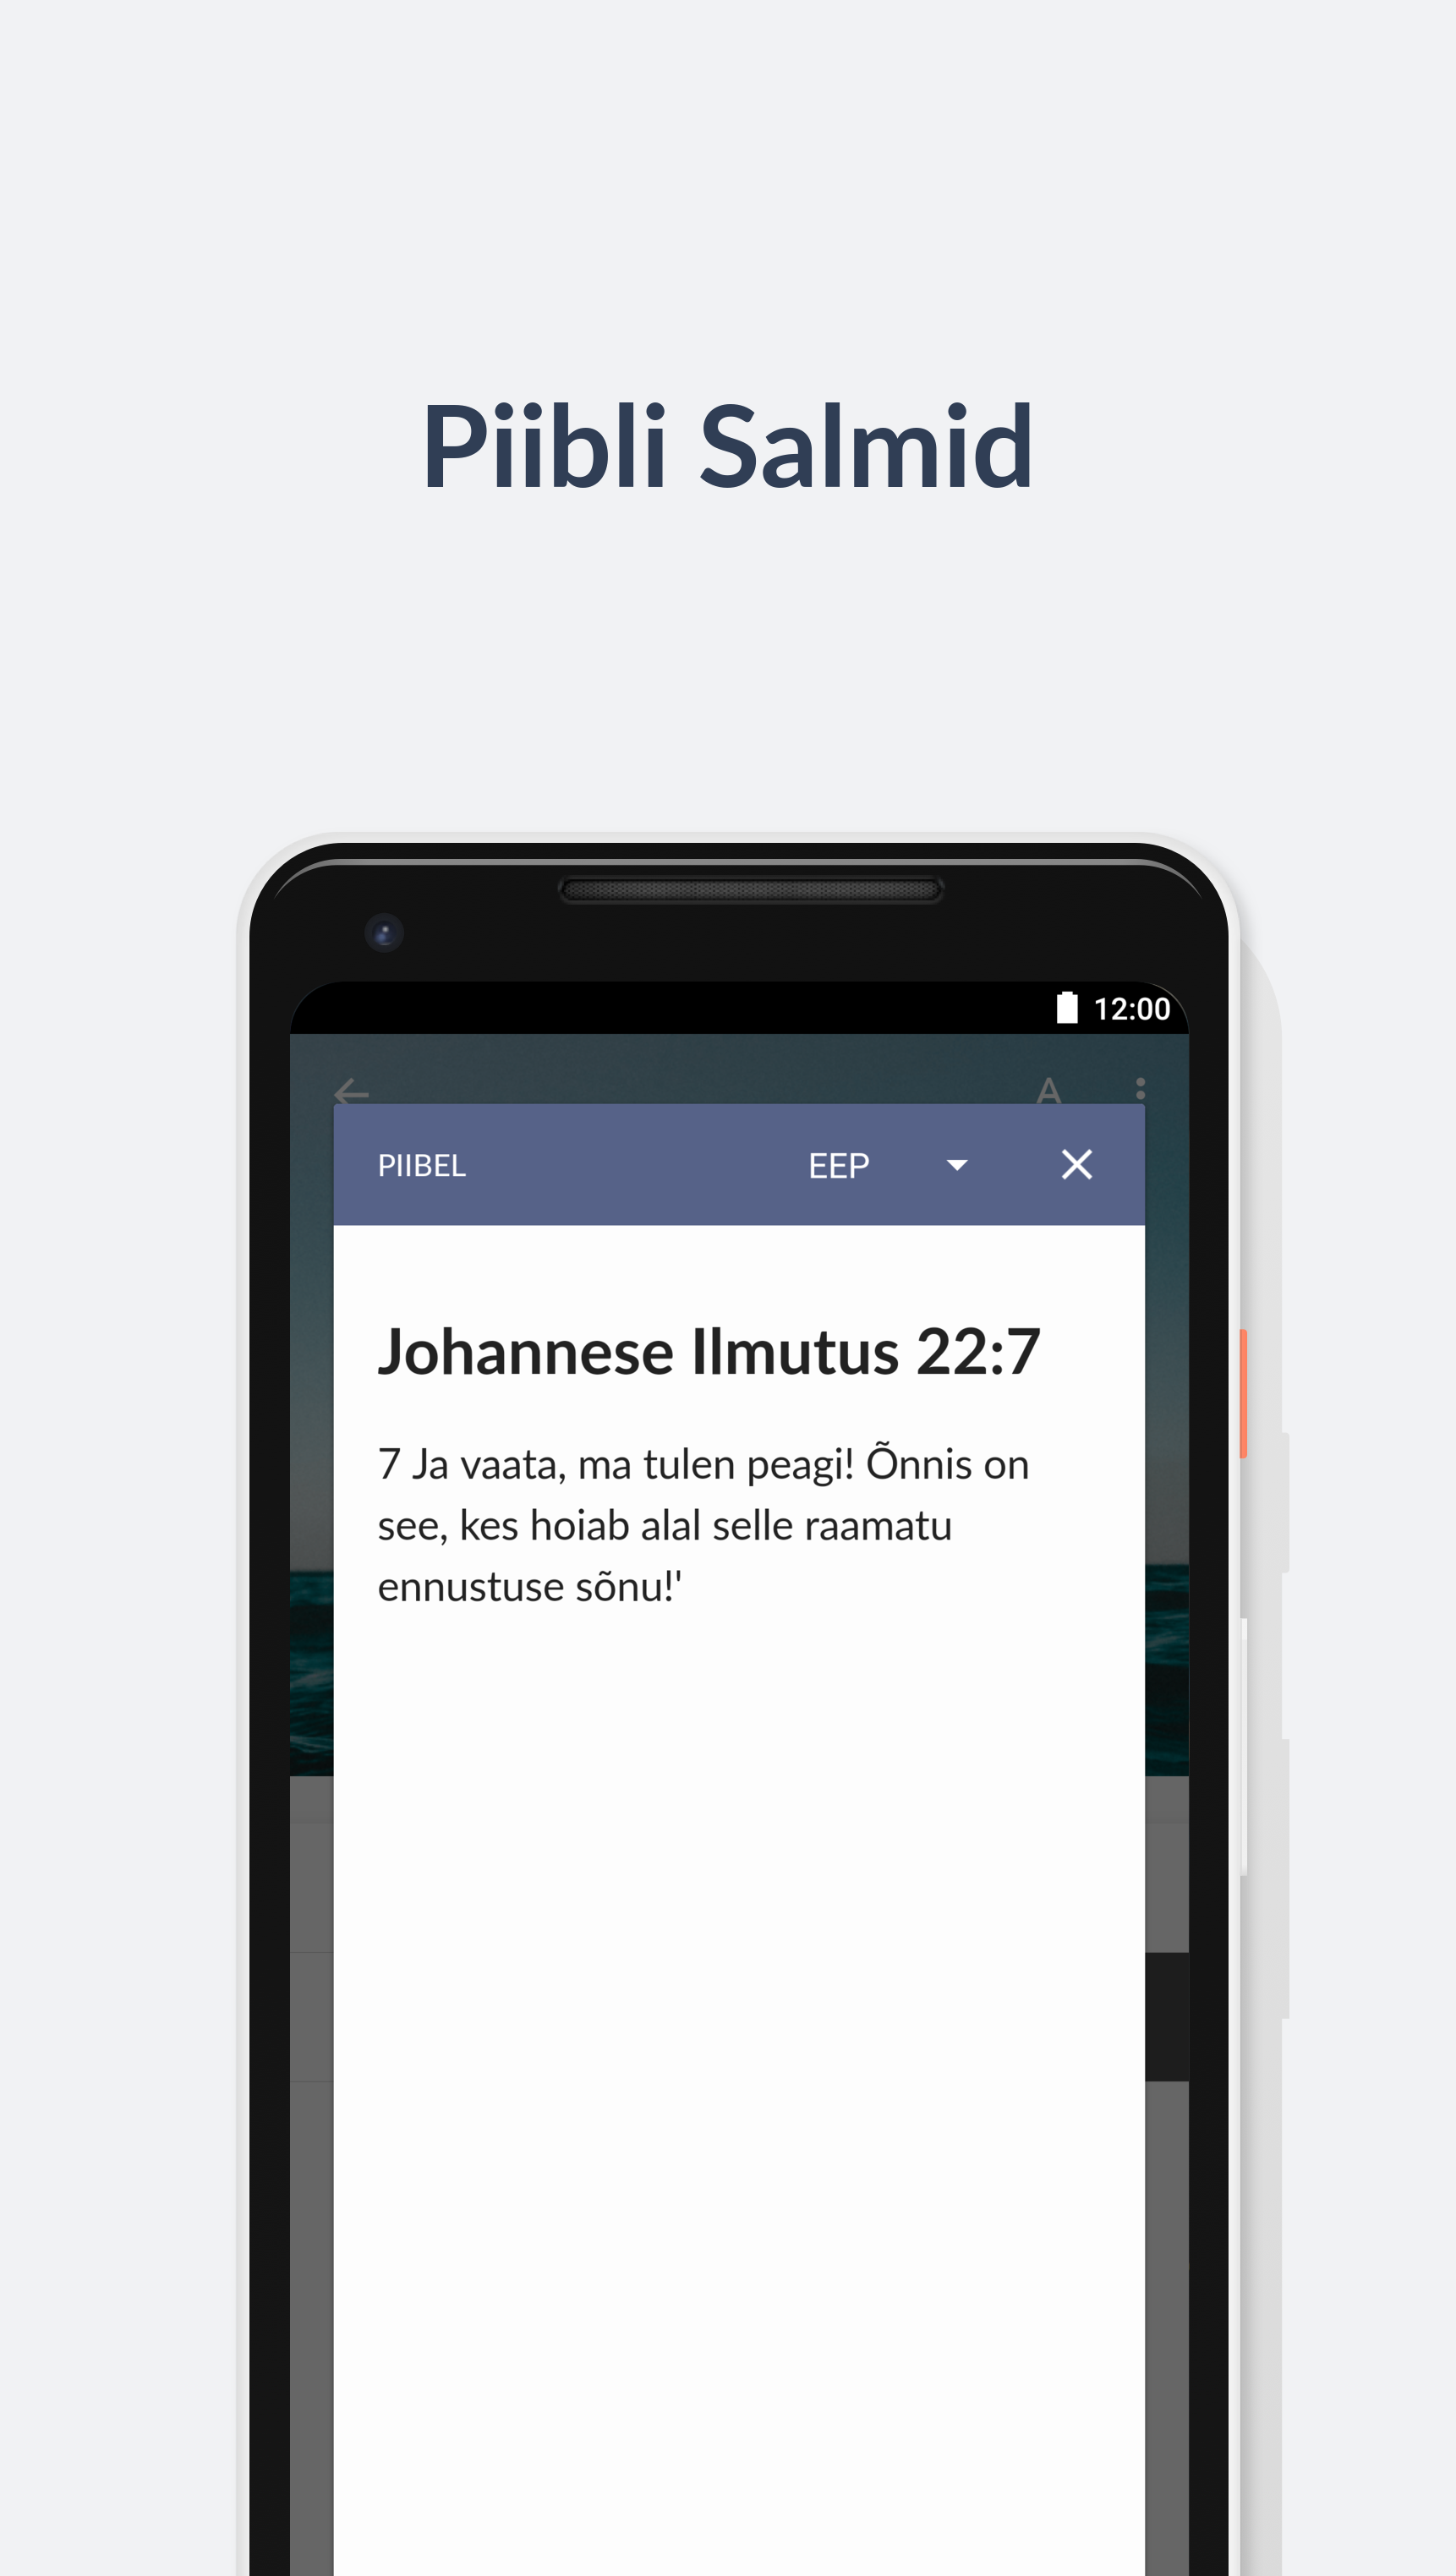 Piibli Salmid
12:00
A
PIIBEL
EEP
Johannese Ilmutus 22:7
7 Ja vaata, ma tulen peagi! Õnnis on
see, kes hoiab alal selle raamatu
ennustuse sõnu!'